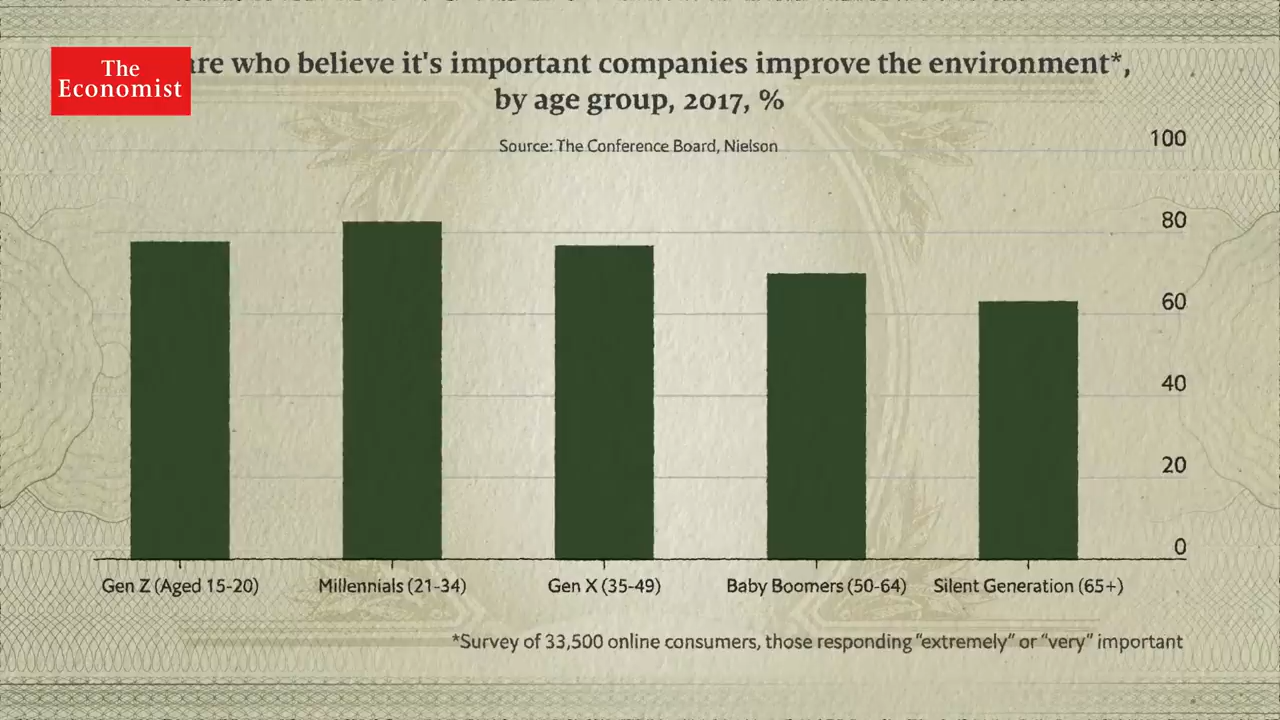 The
Economist
are who believe it's important companies improve the environment*,
by age group, 2017, %
Source: The Conference Board, Nielson
100
80
60
40
20
0
Gen Z (Aged 15-20) Millennials (21-34) Gen X (35-49) Baby Boomers (50-64) Silent Generation (65+)
*Survey of 33,500 online consumers, those responding “extremely” or “very” important